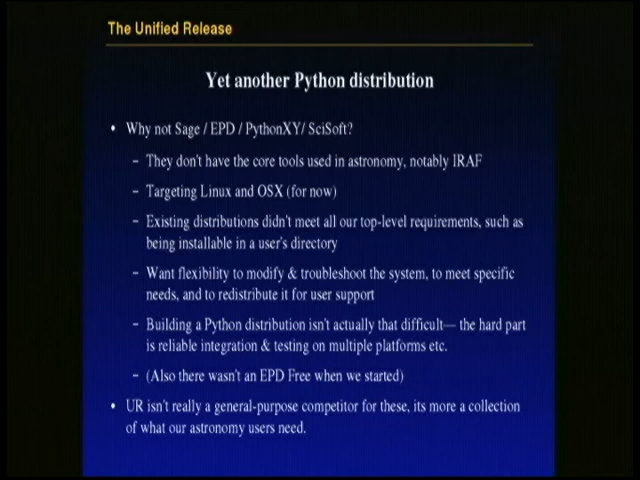 The Unified Release
Yet another Python distribution
• Why not Sage / EPD / PythonXY/ SciSoft?
– They don't have the core tools used in astronomy, notably IRAF
– Targeting Linux and OSX (for now)
– Existing distributions didn't meet all our top-level requirements, such as
being installable in a user's directory
– Want flexibility to modify & troubleshoot the system, to meet specific
needs, and to redistribute it for user support
– Building a Python distribution isn't actually that difficult— the hard part
is reliable integration & testing on multiple platforms etc.
– (Also there wasn't an EPD Free when we started)
• UR isn't really a general-purpose competitor for these, its more a collection
of what our astronomy users need.